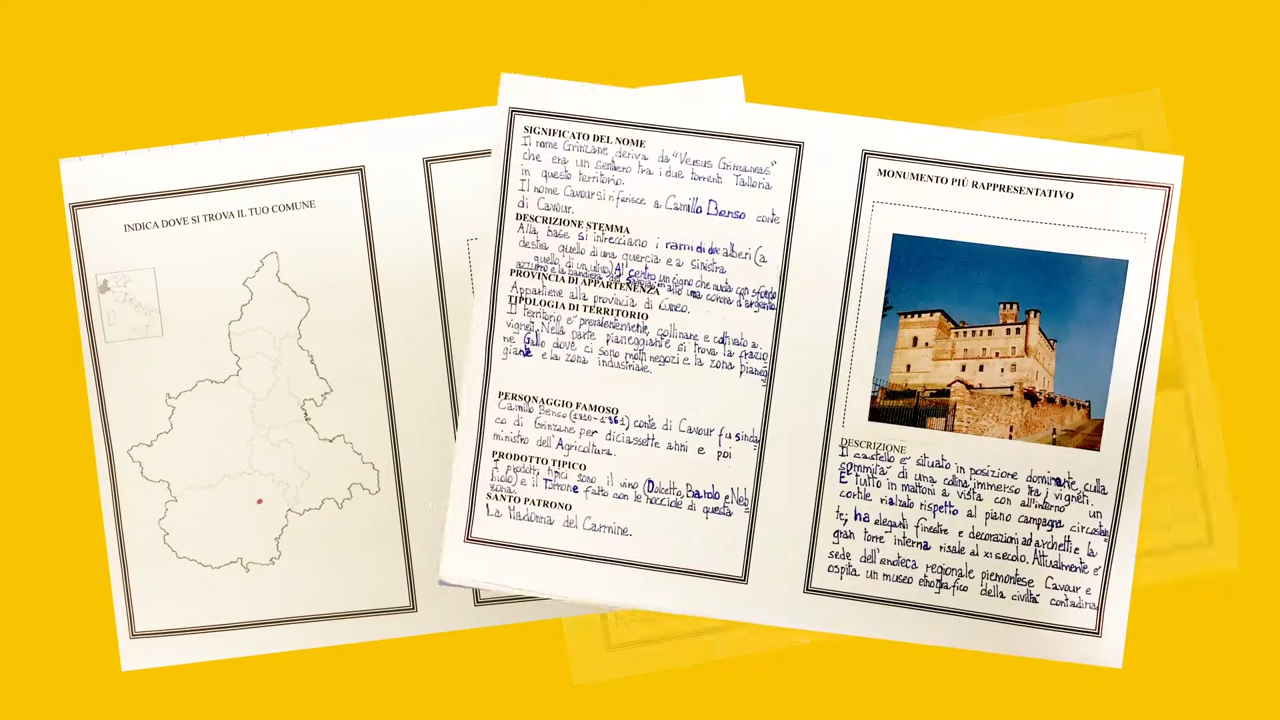 INDICA DOVE SI TROVA IL TUO COMUNE
SIGNIFICATO DEL NOME
Il nome Grinzane deriva da "Versus Grinzaneas"
che era un sentiero tra i due torrenti Talloria
in questo territorio.
Il nome Cavour si riferisce a Camillo Benso conte
di Cavour.
DESCRIZIONE STEMMA
Alla base si intrecciano i rami di due alberi (a
destra quello di una quercia e a sinistra
quello di un ulivo) Al centro un cigno che nuota con sfondo
azzurro e la bandiera dei Savoia in alto una corona d'argento.
PROVINCIA DI APPARTENENZA
Appartiene alla provincia di Cuneo.
TIPOLOGIA DI TERRITORIO
Il territorio è prevalentemente collinare e coltivato a
vigneti. Nella parte pianeggiante si trova la frazio
ne Gallo dove ci sono molti negozi e la zona pianeg
giante e la zona industriale.
PERSONAGGIO FAMOSO
Camillo Benso (1810-1861) conte di Cavour fu sinda
co di Grinzane per diciassette anni e poi
ministro dell'Agricoltura.
PRODOTTO TIPICO
I prodotti tipici sono il vino (Dolcetto, Barolo e Neb
biolo) e il Torrone fatto con le nocciole di questa
zona.
SANTO PATRONO
La Madonna del Carmine.
MONUMENTO PIÙ RAPPRESENTATIVO
DESCRIZIONE
Il castello è situato in posizione dominante sulla
sommità di una collina immerso tra i vigneti.
È tutto in mattoni a vista con all'interno un
cortile rialzato rispetto al piano campagna circostan
te; ha eleganti finestre e decorazioni ad archetti e la
gran torre interna risale al XI secolo. Attualmente è
sede dell'enoteca regionale piemontese Cavour e
ospita un museo etnografico della civiltà contadina